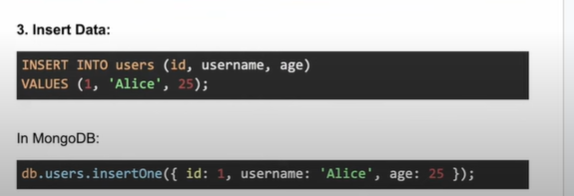 3. Insert Data:
INSERT INTO users (id, username, age)
VALUES (1, 'Alice', 25);
In MongoDB:
db.users.insertOne({ id: 1, username: 'Alice', age: 25 });